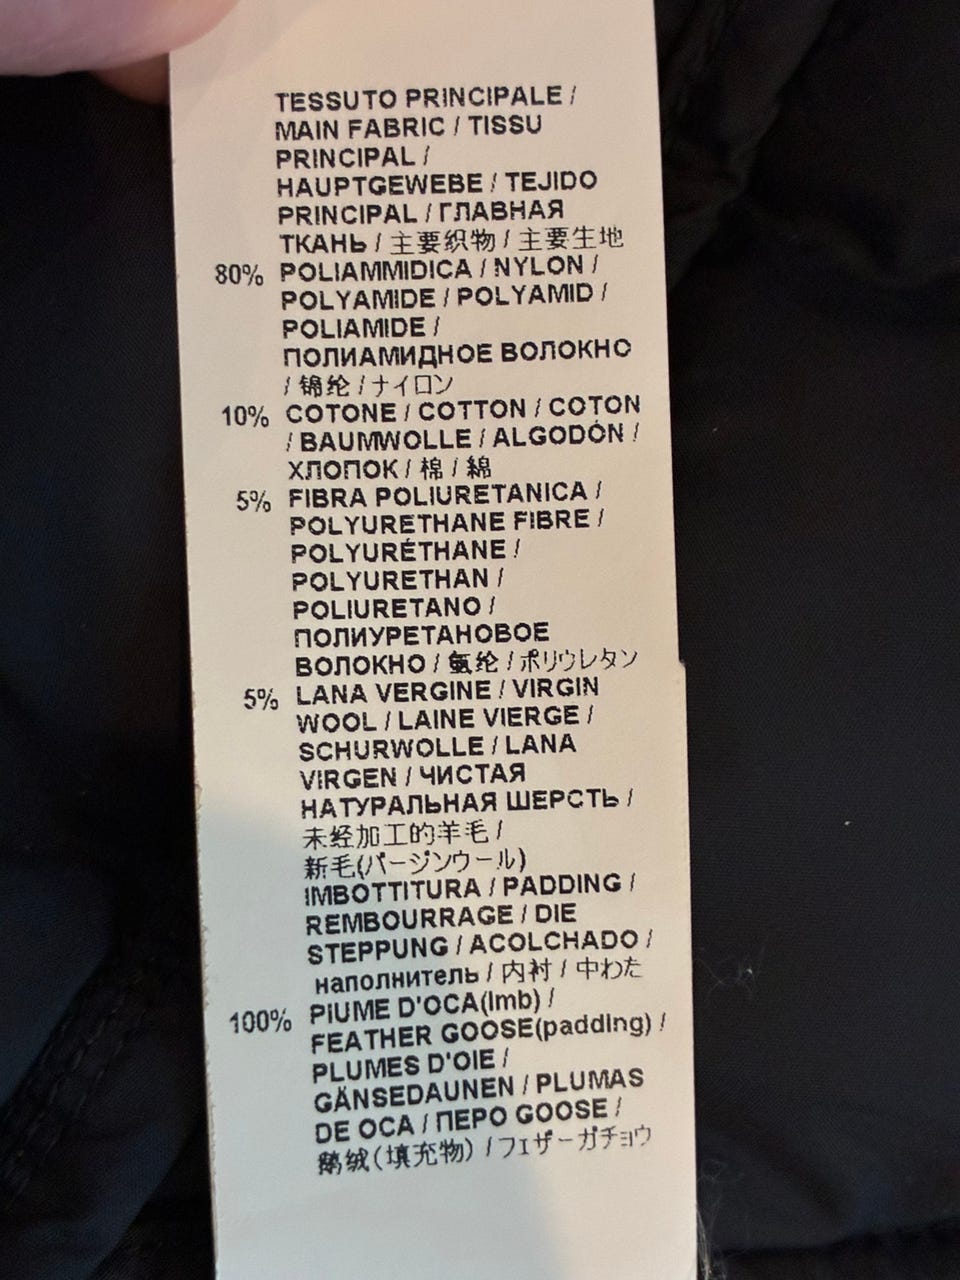 TESSUTO PRINCIPALE /
MAIN FABRIC / TISSU
PRINCIPAL /
HAUPTGEWEBE / TEJIDO
PRINCIPAL / ГЛАВНАЯ
ТКАНЬ / 主要织物 / 主要生地
80% POLIAMMIDICA / NYLON /
POLYAMIDE / POLYAMID /
POLIAMIDE /
ПОЛИАМИДНОЕ ВОЛОКНО
/ 锦纶 / ナイロン
10% COTONE / COTTON / COTON
/ BAUMWOLLE / ALGODÓN /
ХЛОПОК / 棉 / 綿
5% FIBRA POLIURETANICA /
POLYURETHANE FIBRE /
POLYURÉTHANE /
POLYURETHAN /
POLIURETANO /
ПОЛИУРЕТАНОВОЕ
ВОЛОКНО / 氨纶 / ポリウレタン
5% LANA VERGINE / VIRGIN
WOOL / LAINE VIERGE /
SCHURWOLLE / LANA
VIRGEN / ЧИСТАЯ
НАТУРАЛЬНАЯ ШЕРСТЬ /
未经加工的羊毛 /
新毛(バージンウール)
IMBOTTITURA / PADDING /
REMBOURRAGE / DIE
STEPPUNG / ACOLCHADO /
наполнитель / 内衬 / 中わた
100% PIUME D'OCA(Imb) /
FEATHER GOOSE(padding) /
PLUMES D'OIE /
GÄNSEDAUNEN / PLUMAS
DE OCA / ПЕРО GOOSE /
鹅绒(填充物) / フェザーガチョウ